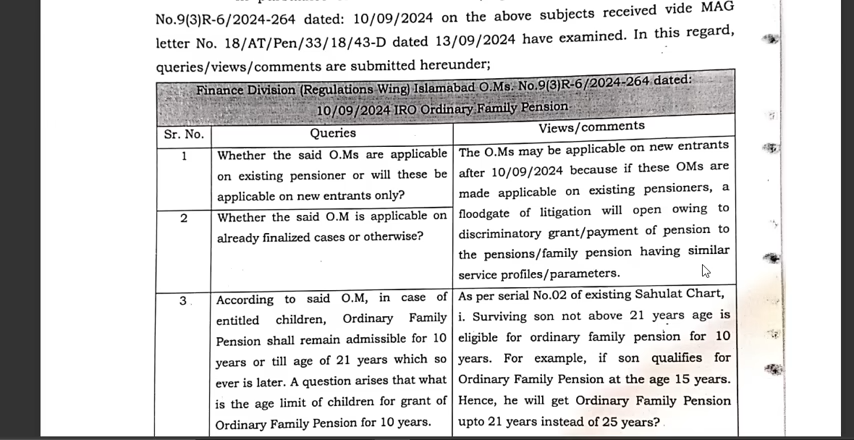 No.9(3)R-6/2024-264 dated: 10/09/2024 on the above subjects received vide MAG
letter No. 18/AT/Pen/33/18/43-D dated 13/09/2024 have examined. In this regard,
queries/views/comments are submitted hereunder;
Finance Division (Regulations Wing) Islamabad O.Ms. No.9(3)R-6/2024-264 dated:
10/09/2024 IRO Ordinary Family Pension
Sr. No.
Queries
Views/comments
1
Whether the said O.Ms are applicable
on existing pensioner or will these be
applicable on new entrants only?
2
Whether the said O.M is applicable on
already finalized cases or otherwise?
The O.Ms may be applicable on new entrants
after 10/09/2024 because if these OMs are
made applicable on existing pensioners, a
floodgate of litigation will open owing to
discriminatory grant/payment of pension to
the pensions/family pension having similar
service profiles/parameters.
3
According to said O.M, in case of
entitled children, Ordinary Family
Pension shall remain admissible for 10
years or till age of 21 years which so
ever is later. A question arises that what
is the age limit of children for grant of
Ordinary Family Pension for 10 years.
As per serial No.02 of existing Sahulat Chart,
i. Surviving son not above 21 years age is
eligible for ordinary family pension for 10
years. For example, if son qualifies for
Ordinary Family Pension at the age 15 years.
Hence, he will get Ordinary Family Pension
upto 21 years instead of 25 years?